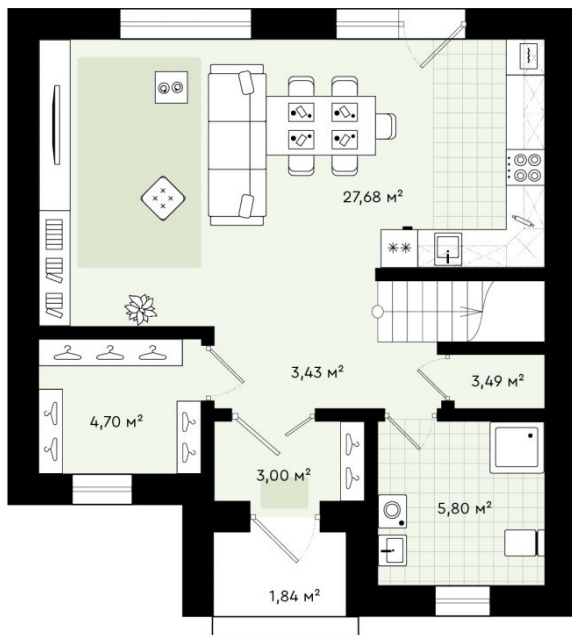 27,68 м²
3,43 м²
3,49 м²
4,70 м²
3,00 м²
5,80 м²
1,84 м²